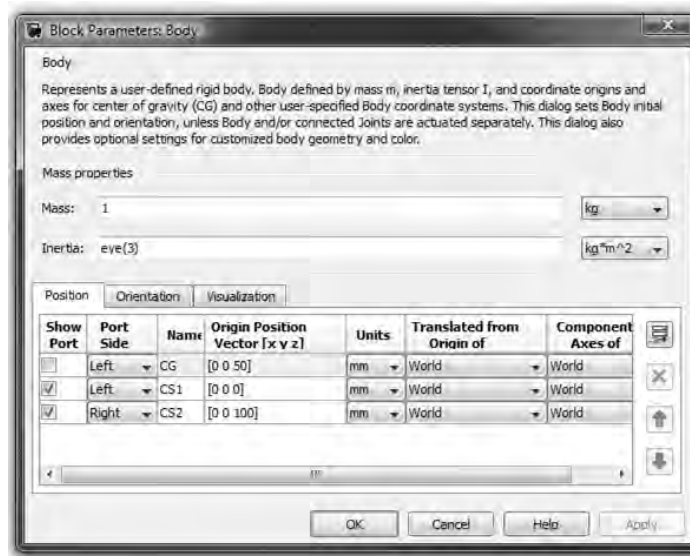 Block Parameters: Body
Body
Represents a user-defined rigid body. Body defined by mass m, inertia tensor I, and coordinate origins and
axes for center of gravity (CG) and other user-specified Body coordinate systems. This dialog sets Body initial
position and orientation, unless Body and/or connected Joints are actuated separately. This dialog also
provides optional settings for customized body geometry and color.
Mass properties
Mass: 1 kg
Inertia: eye(3) kg*m^2
Position Orientation Visualization
Show Port Name Origin Position Units Translated from Component
Port Side Vector [x y z] Origin of Axes of
Left CG [0 0 50] mm World World
Left CS1 [0 0 0] mm World World
Right CS2 [0 0 100] mm World World
OK Cancel Help Apply